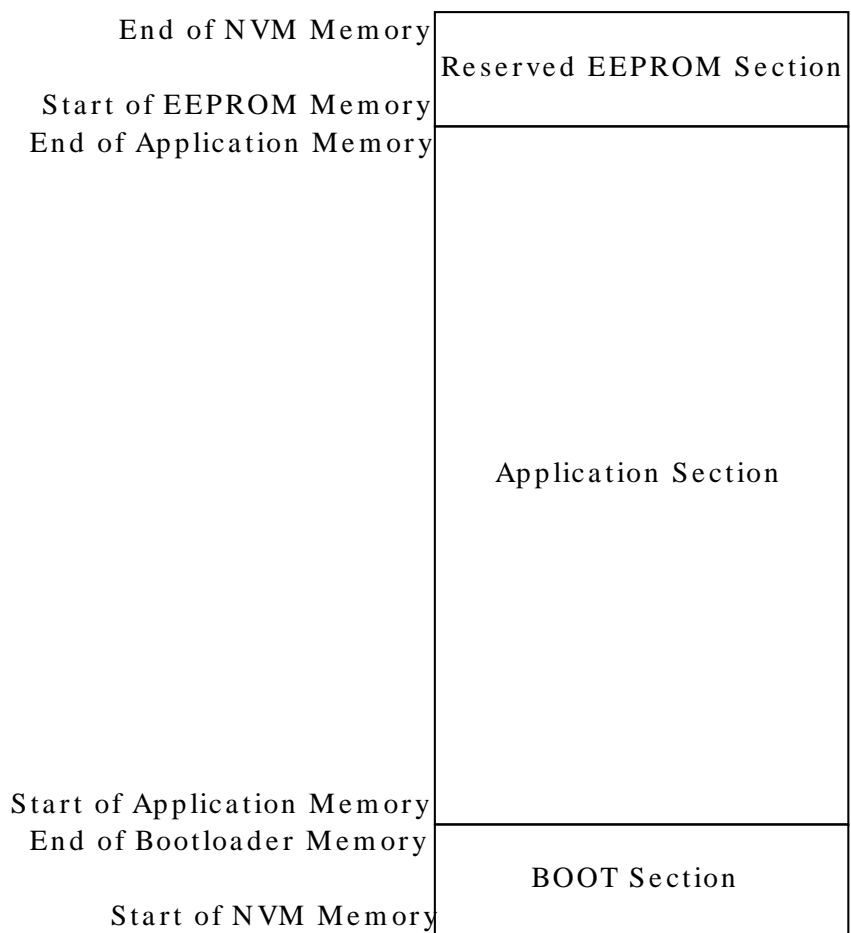 End of NVM Memory
Reserved EEPROM Section
Start of EEPROM Memory
End of Application Memory
Application Section
Start of Application Memory
End of Bootloader Memory
BOOT Section
Start of NVM Memory